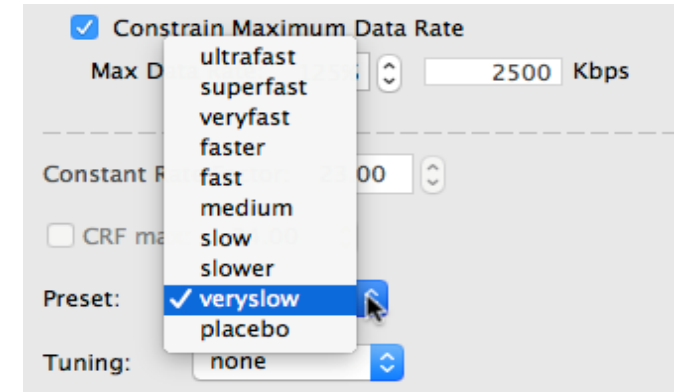 Constrain Maximum Data Rate
Max D
2500 Kbps
ultrafast
superfast
veryfast
faster
fast
medium
slow
slower
veryslow
placebo
Constant R
00
CRF ma
Preset:
Tuning: none